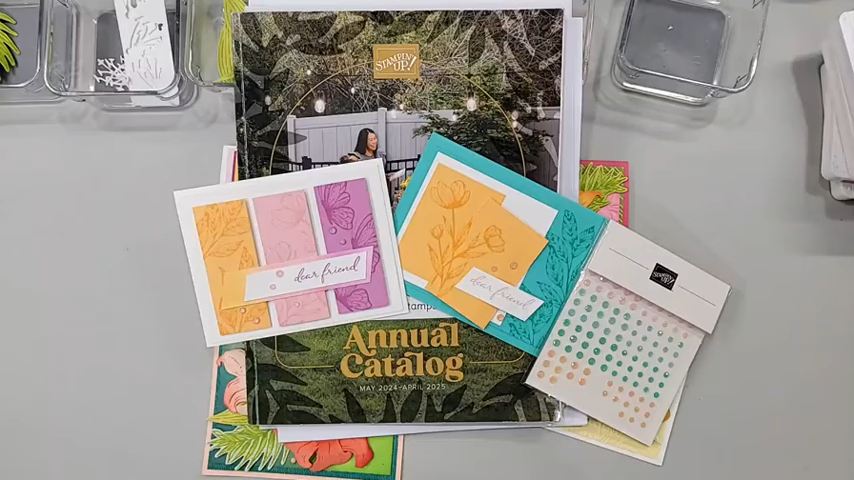 STAMPIN' UP!
dear friend
dear friend
STAMPIN' UP!
Annual
Catalog
MAY 2024–APRIL 2025